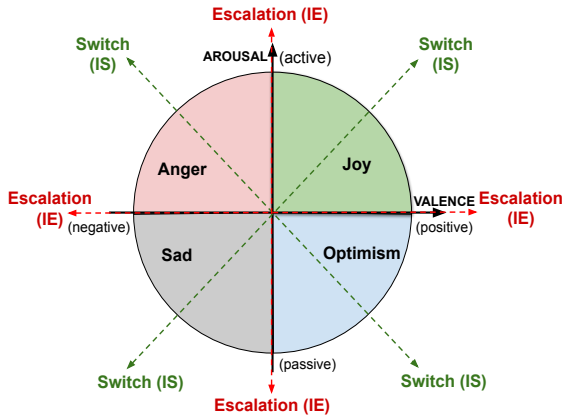 Escalation (IE)
Switch
(IS)
AROUSAL
(active)
Switch
(IS)
Anger
Joy
Escalation
(IE)
(negative)
VALENCE
(positive)
Escalation
(IE)
Sad
Optimism
(passive)
Switch (IS)
Escalation (IE)
Switch (IS)